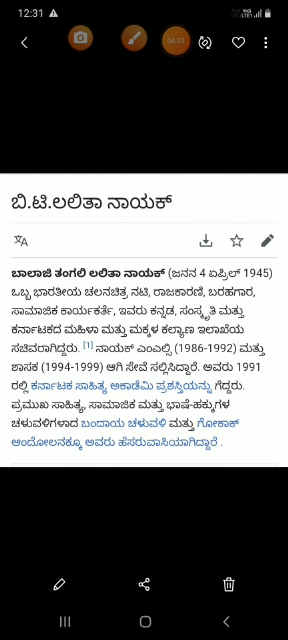 12:31
04:33
ಬಿ.ಟಿ.ಲಲಿತಾ ನಾಯಕ್
ಬಾಲಾಜಿ ತಂಗಲಿ ಲಲಿತಾ ನಾಯಕ್ (ಜನನ 4 ಏಪ್ರಿಲ್ 1945)
ಒಬ್ಬ ಭಾರತೀಯ ಚಲನಚಿತ್ರ ನಟಿ, ರಾಜಕಾರಣಿ, ಬರಹಗಾರ,
ಸಾಮಾಜಿಕ ಕಾರ್ಯಕರ್ತೆ, ಇವರು ಕನ್ನಡ, ಸಂಸ್ಕೃತಿ ಮತ್ತು
ಕರ್ನಾಟಕದ ಮಹಿಳಾ ಮತ್ತು ಮಕ್ಕಳ ಕಲ್ಯಾಣ ಇಲಾಖೆಯ
ಸಚಿವರಾಗಿದ್ದರು. [1] ನಾಯಕ್ ಎಂಎಲ್ಸಿ (1986-1992) ಮತ್ತು
ಶಾಸಕ (1994-1999) ಆಗಿ ಸೇವೆ ಸಲ್ಲಿಸಿದ್ದಾರೆ. ಅವರು 1991
ರಲ್ಲಿ ಕರ್ನಾಟಕ ಸಾಹಿತ್ಯ ಅಕಾಡೆಮಿ ಪ್ರಶಸ್ತಿಯನ್ನು ಗೆದ್ದರು.
ಪ್ರಮುಖ ಸಾಹಿತ್ಯ, ಸಾಮಾಜಿಕ ಮತ್ತು ಭಾಷೆ-ಹಕ್ಕುಗಳ
ಚಳುವಳಿಗಳಾದ ಬಂದಾಯ ಚಳುವಳಿ ಮತ್ತು ಗೋಕಾಕ್
ಆಂದೋಲನಕ್ಕೂ ಅವರು ಹೆಸರುವಾಸಿಯಾಗಿದ್ದಾರೆ .